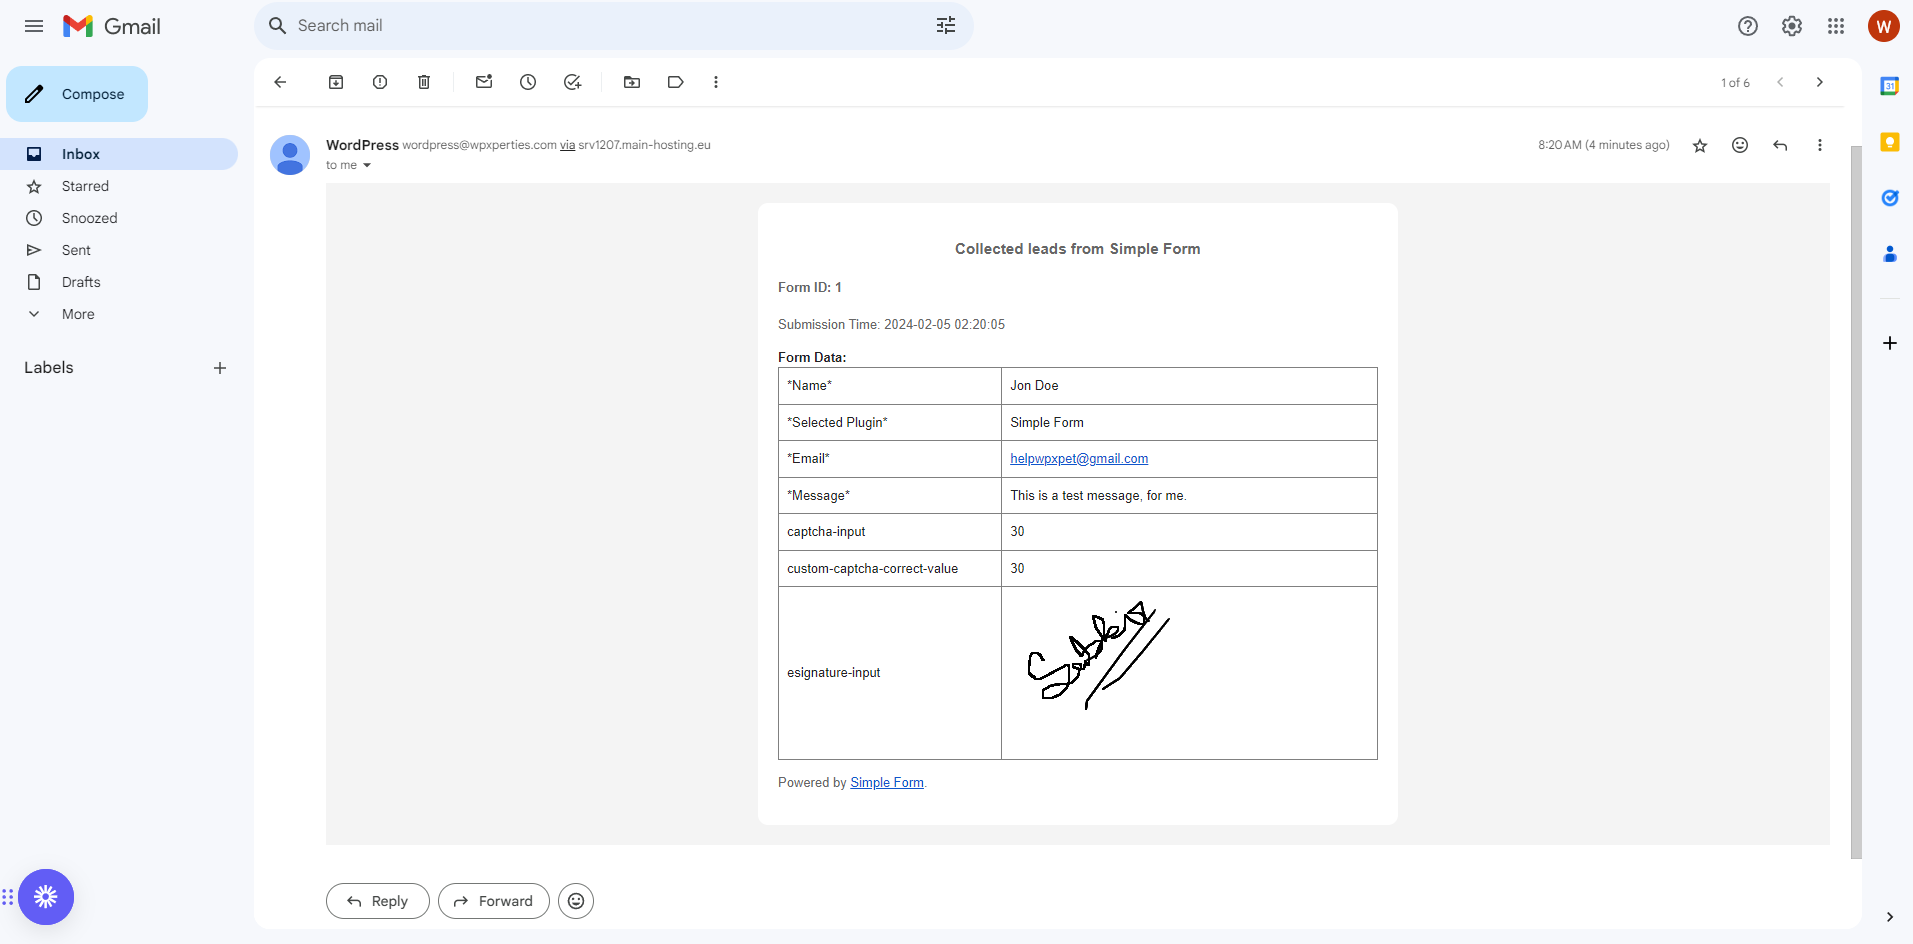 Gmail
Search mail
W
Compose
1 of 6
31
Inbox
Starred
Snoozed
Sent
Drafts
More
Labels
WordPress wordpress@wpxperties.com via srv1207.main-hosting.eu
8:20 AM (4 minutes ago)
to me
Collected leads from Simple Form
Form ID: 1
Submission Time: 2024-02-05 02:20:05
Form Data:
*Name* Jon Doe
*Selected Plugin* Simple Form
*Email* helpwpxpet@gmail.com
*Message* This is a test message, for me.
captcha-input 30
custom-captcha-correct-value 30
esignature-input
Powered by Simple Form.
Reply
Forward